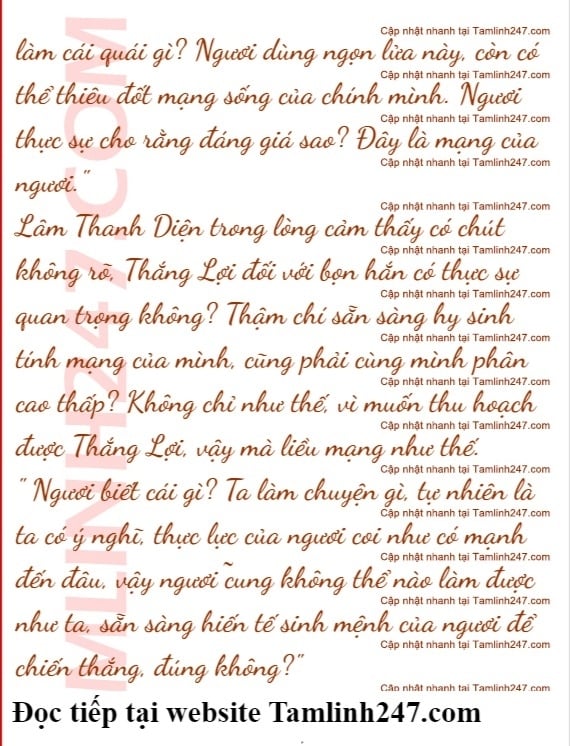 Cập nhật nhanh tại Tamlinh247.com
làm cái quái gì? Ngươi dùng ngọn lửa này, còn có
Cập nhật nhanh tại Tamlinh247.com
thể thiêu đốt mạng sống của chính mình. Ngươi
Cập nhật nhanh tại Tamlinh247.com
thực sự cho rằng đáng giá sao? Đây là mạng của
Cập nhật nhanh tại Tamlinh247.com
ngươi."
Cập nhật nhanh tại Tamlinh247.com
Lâm Thanh Diện trong lòng cảm thấy có chút
Cập nhật nhanh tại Tamlinh247.com
không rõ, Thắng Lợi đối với bọn hắn có thực sự
Cập nhật nhanh tại Tamlinh247.com
quan trọng không? Thậm chí sẵn sàng hy sinh
Cập nhật nhanh tại Tamlinh247.com
tính mạng của mình, cũng phải cùng mình phân
Cập nhật nhanh tại Tamlinh247.com
cao thấp? Không chỉ như thế, vì muốn thu hoạch
Cập nhật nhanh tại Tamlinh247.com
được Thắng Lợi, vậy mà liều mạng như thế.
Cập nhật nhanh tại Tamlinh247.com
" Ngươi biết cái gì? Ta làm chuyện gì, tự nhiên là
Cập nhật nhanh tại Tamlinh247.com
ta có ý nghĩ, thực lực của ngươi coi như có mạnh
Cập nhật nhanh tại Tamlinh247.com
đến đâu, vậy ngươi ̃cung không thể nào làm được
Cập nhật nhanh tại Tamlinh247.com
như ta, sẵn sàng hiến tế sinh mệnh của ngươi để
Cập nhật nhanh tại Tamlinh247.com
chiến thắng, đúng không?"
Cập nhật nhanh tại Tamlinh247.com
MLINH247.COM
Đọc tiếp tại website Tamlinh247.com